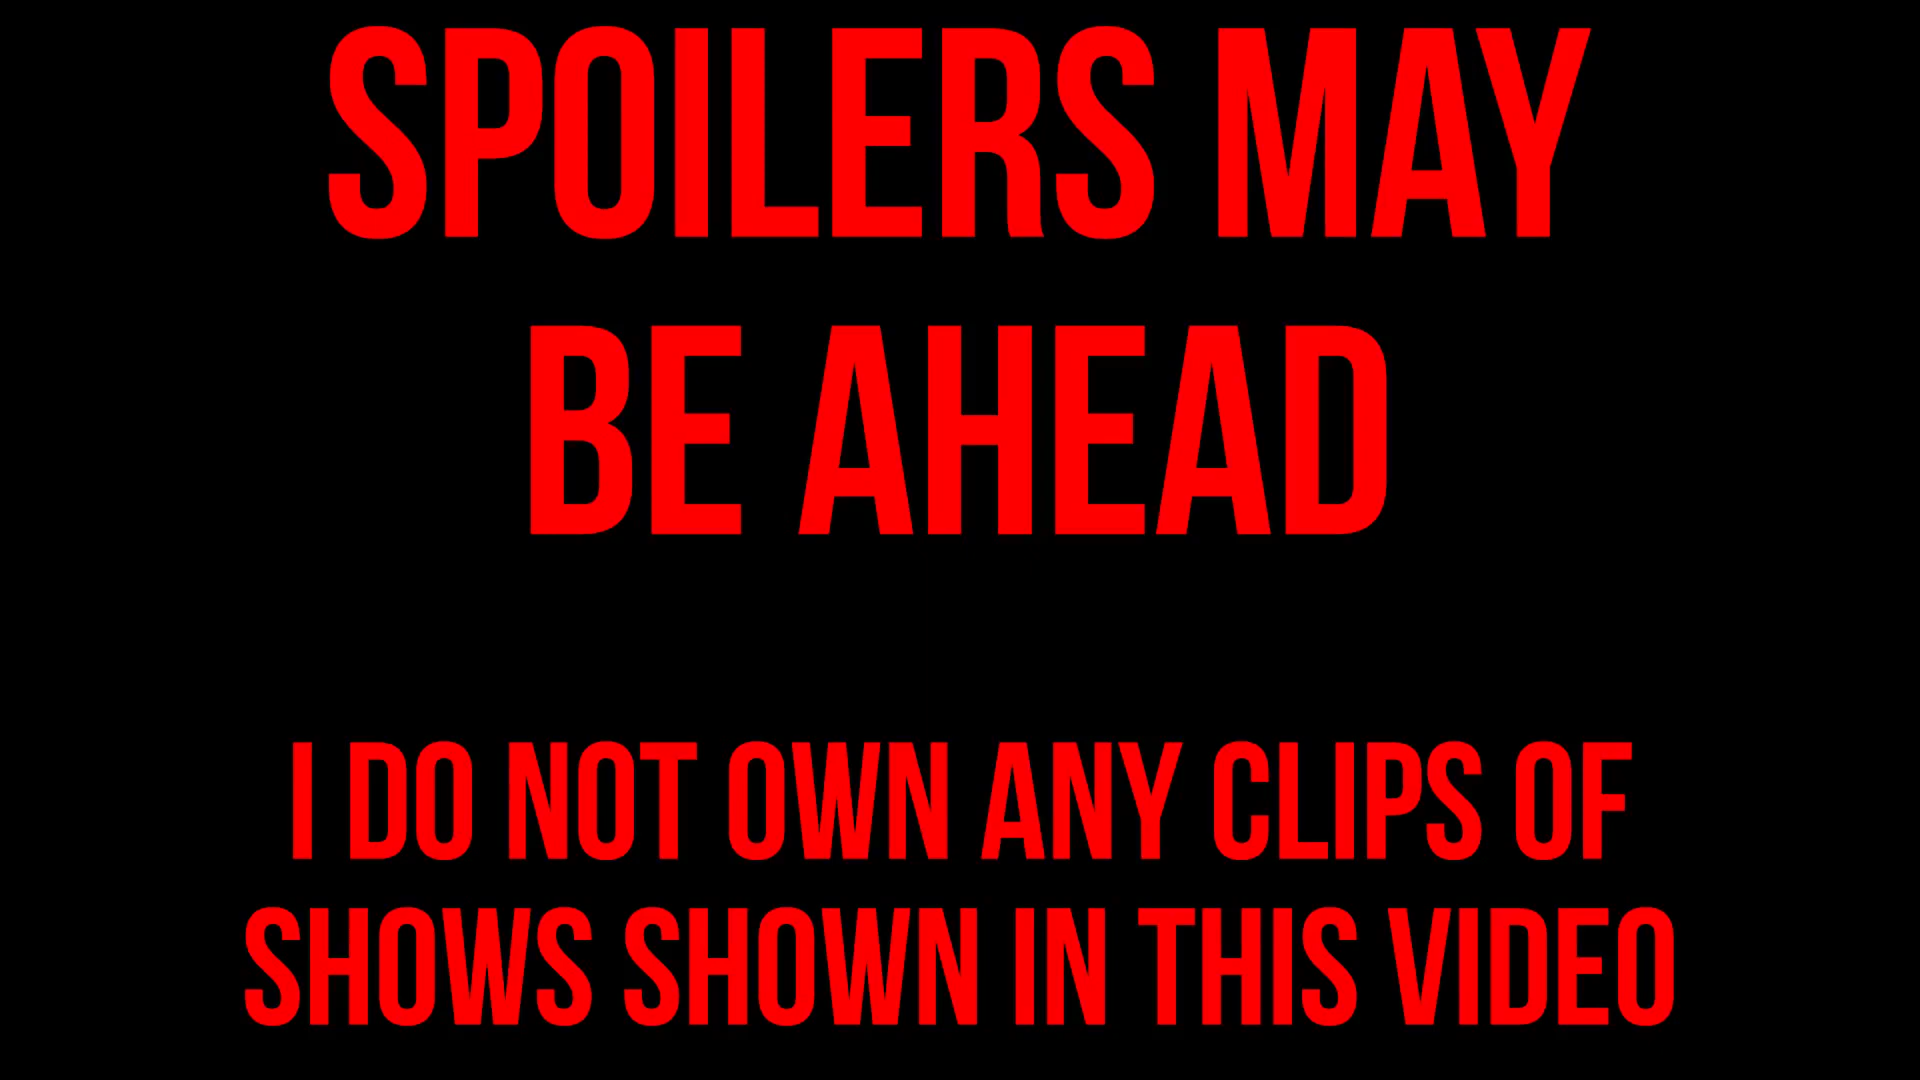 SPOILERS MAY
BE AHEAD
I DO NOT OWN ANY CLIPS OF
SHOWS SHOWN IN THIS VIDEO